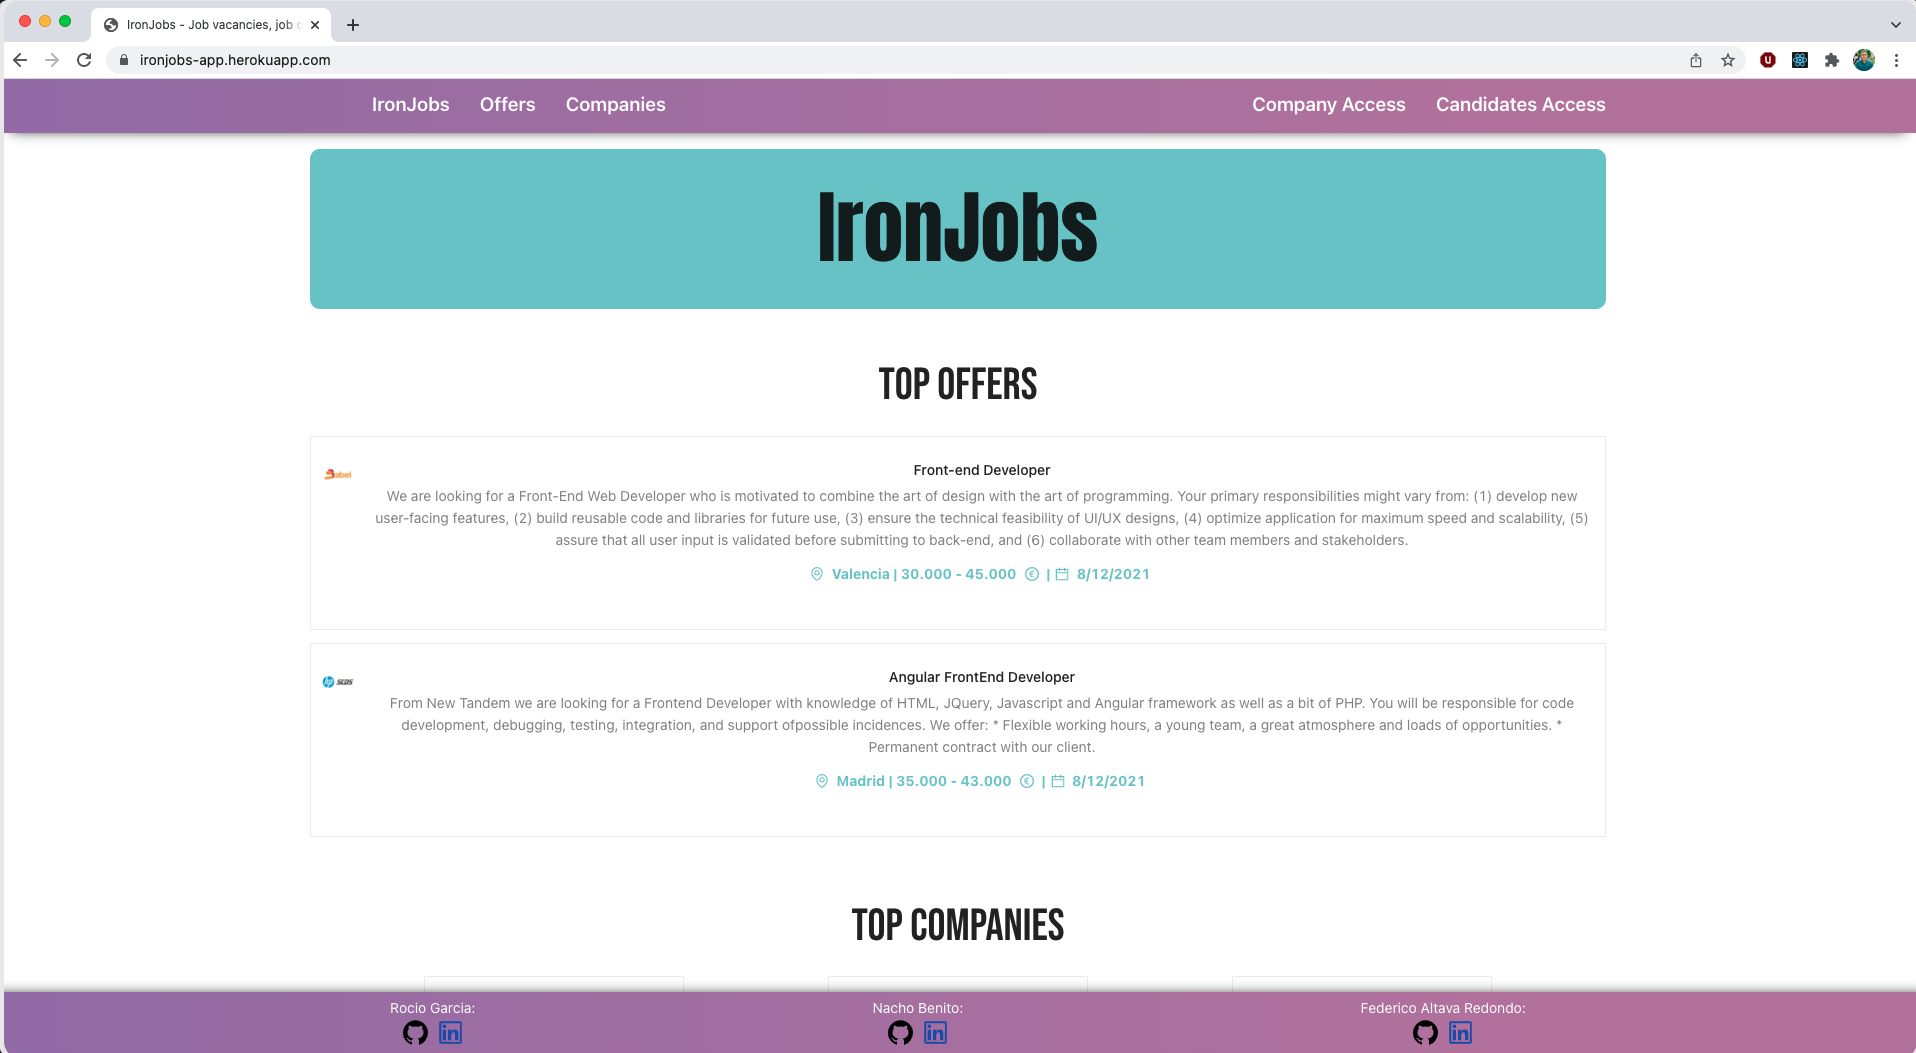 IronJobs - Job vacancies, job
ironjobs-app.herokuapp.com
IronJobs Offers Companies Company Access Candidates Access
IronJobs
TOP OFFERS
Babel
Front-end Developer
We are looking for a Front-End Web Developer who is motivated to combine the art of design with the art of programming. Your primary responsibilities might vary from: (1) develop new
user-facing features, (2) build reusable code and libraries for future use, (3) ensure the technical feasibility of UI/UX designs, (4) optimize application for maximum speed and scalability, (5)
assure that all user input is validated before submitting to back-end, and (6) collaborate with other team members and stakeholders.
Valencia | 30.000 - 45.000 € | 8/12/2021
hp SCDS
Angular FrontEnd Developer
From New Tandem we are looking for a Frontend Developer with knowledge of HTML, JQuery, Javascript and Angular framework as well as a bit of PHP. You will be responsible for code
development, debugging, testing, integration, and support ofpossible incidences. We offer: * Flexible working hours, a young team, a great atmosphere and loads of opportunities. *
Permanent contract with our client.
Madrid | 35.000 - 43.000 € | 8/12/2021
TOP COMPANIES
Rocio Garcia: Nacho Benito: Federico Altava Redondo:
in in in